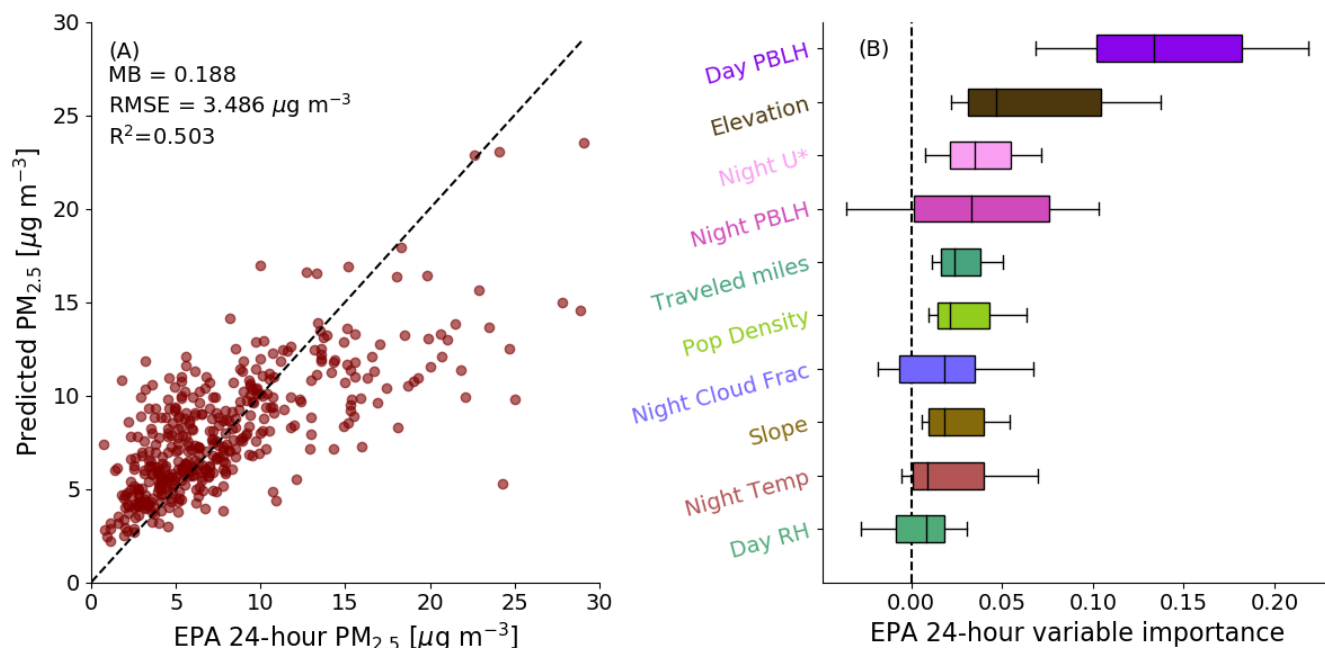 (A)
MB = 0.188
RMSE = 3.486 μg m⁻³
R²=0.503
30
25
20
15
10
5
0
Predicted PM₂.₅ [μg m⁻³]
0 5 10 15 20 25 30
EPA 24-hour PM₂.₅ [μg m⁻³]
(B)
Day PBLH
Elevation
Night U*
Night PBLH
Traveled miles
Pop Density
Night Cloud Frac
Slope
Night Temp
Day RH
0.00 0.05 0.10 0.15 0.20
EPA 24-hour variable importance